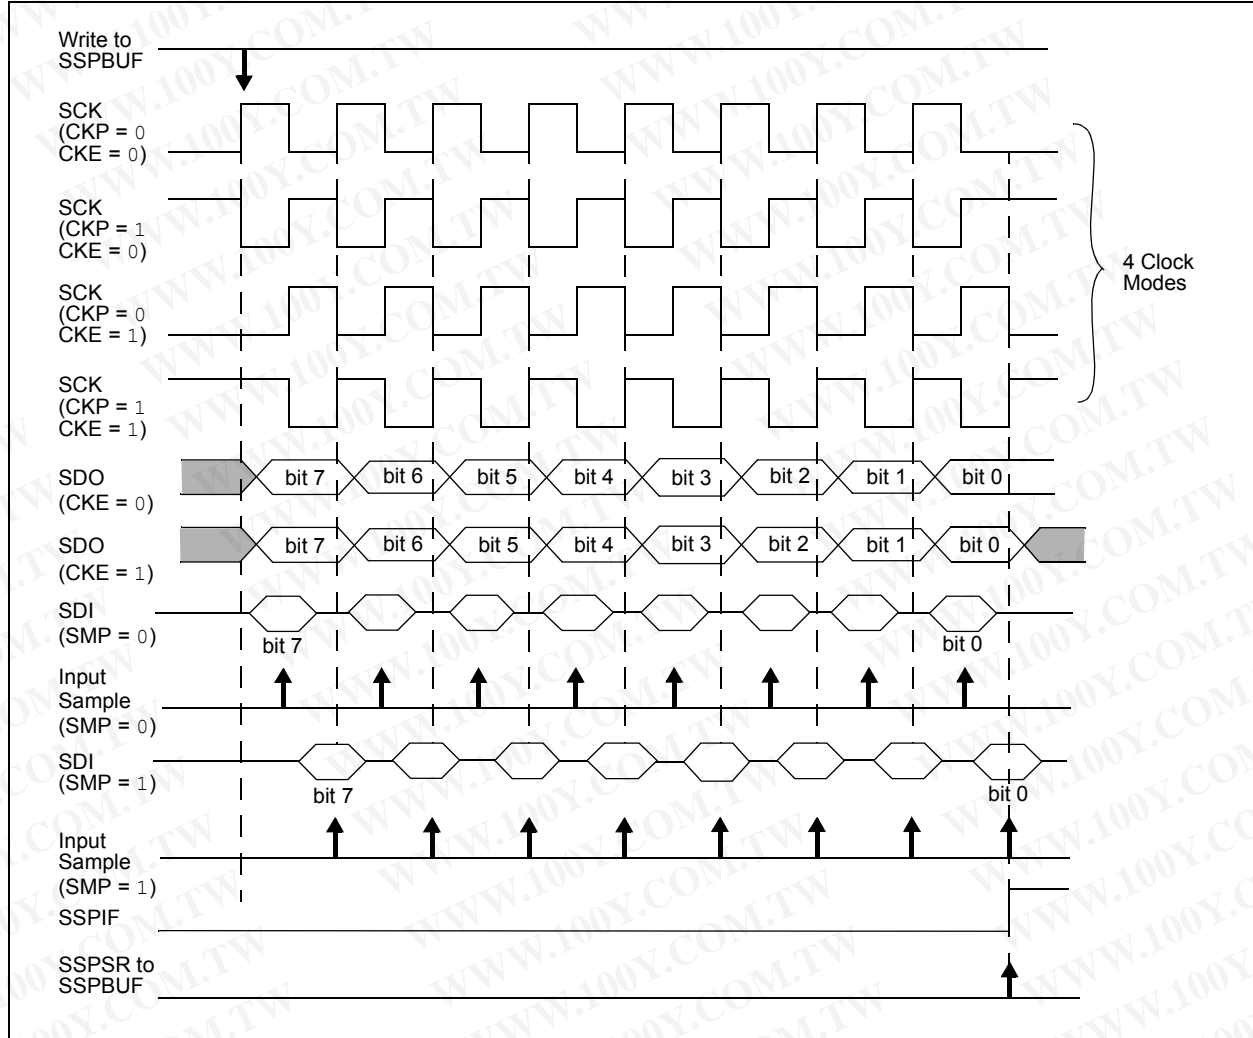 Write to
SSPBUF
SCK
(CKP = 0
CKE = 0)
SCK
(CKP = 1
CKE = 0)
SCK
(CKP = 0
CKE = 1)
SCK
(CKP = 1
CKE = 1)
4 Clock
Modes
SDO
(CKE = 0)
bit 7 bit 6 bit 5 bit 4 bit 3 bit 2 bit 1 bit 0
SDO
(CKE = 1)
bit 7 bit 6 bit 5 bit 4 bit 3 bit 2 bit 1 bit 0
SDI
(SMP = 0)
bit 7 bit 0
Input
Sample
(SMP = 0)
SDI
(SMP = 1)
bit 7 bit 0
Input
Sample
(SMP = 1)
SSPIF
SSPSR to
SSPBUF
WWW.100Y.COM.TW